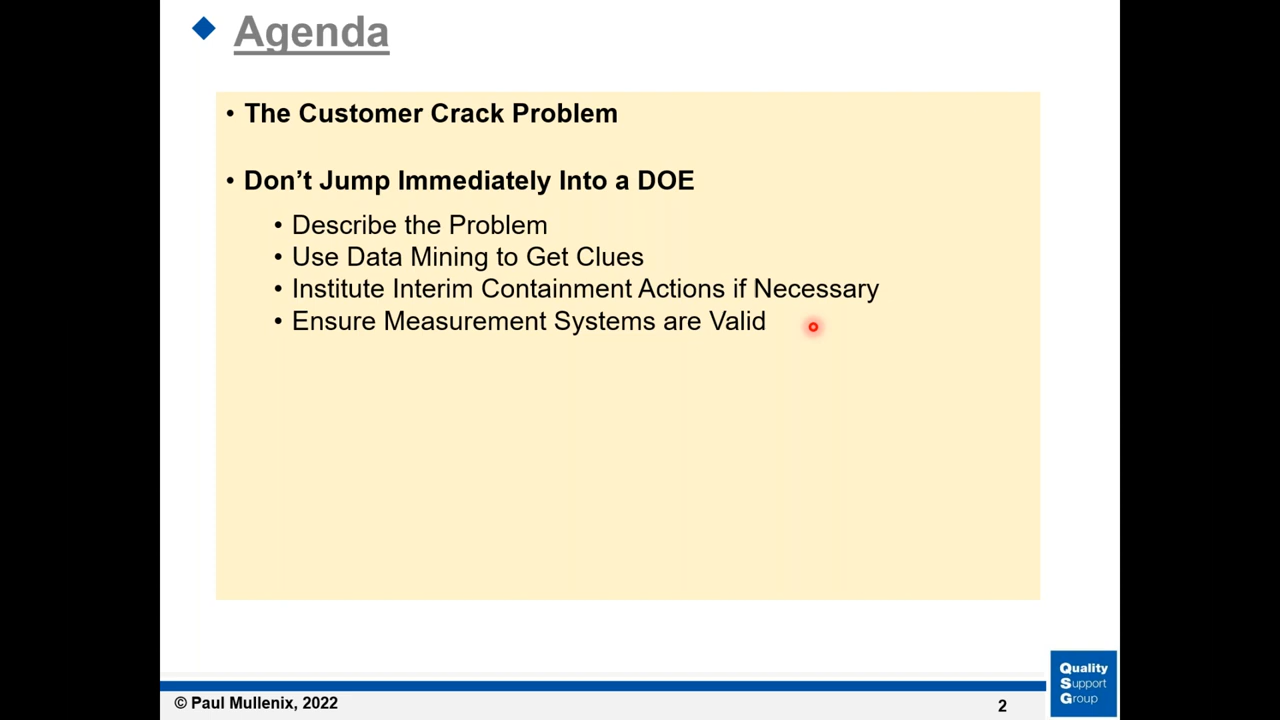 Agenda
• The Customer Crack Problem
• Don’t Jump Immediately Into a DOE
• Describe the Problem
• Use Data Mining to Get Clues
• Institute Interim Containment Actions if Necessary
• Ensure Measurement Systems are Valid
© Paul Mullenix, 2022
2
Quality
Support
Group